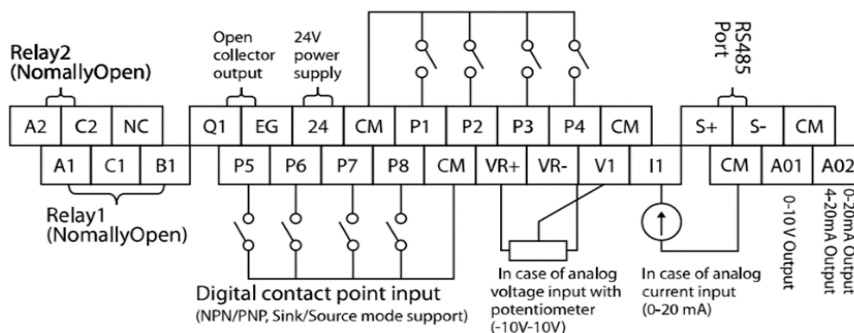 Relay2
(NomallyOpen)
Open
collector
output
24V
power
supply
RS485
Port
A2 C2 NC Q1 EG 24 CM P1 P2 P3 P4 CM S+ S- CM
A1 C1 B1 P5 P6 P7 P8 CM VR+ VR- V1 I1 CM A01 A02
Relay1
(NomallyOpen)
Digital contact point input
(NPN/PNP, Sink/Source mode support)
In case of analog
voltage input with
potentiometer
(-10V-10V)
In case of analog
current input
(0-20 mA)
0-10 V Output
0-20mA Output
4-20mA Output